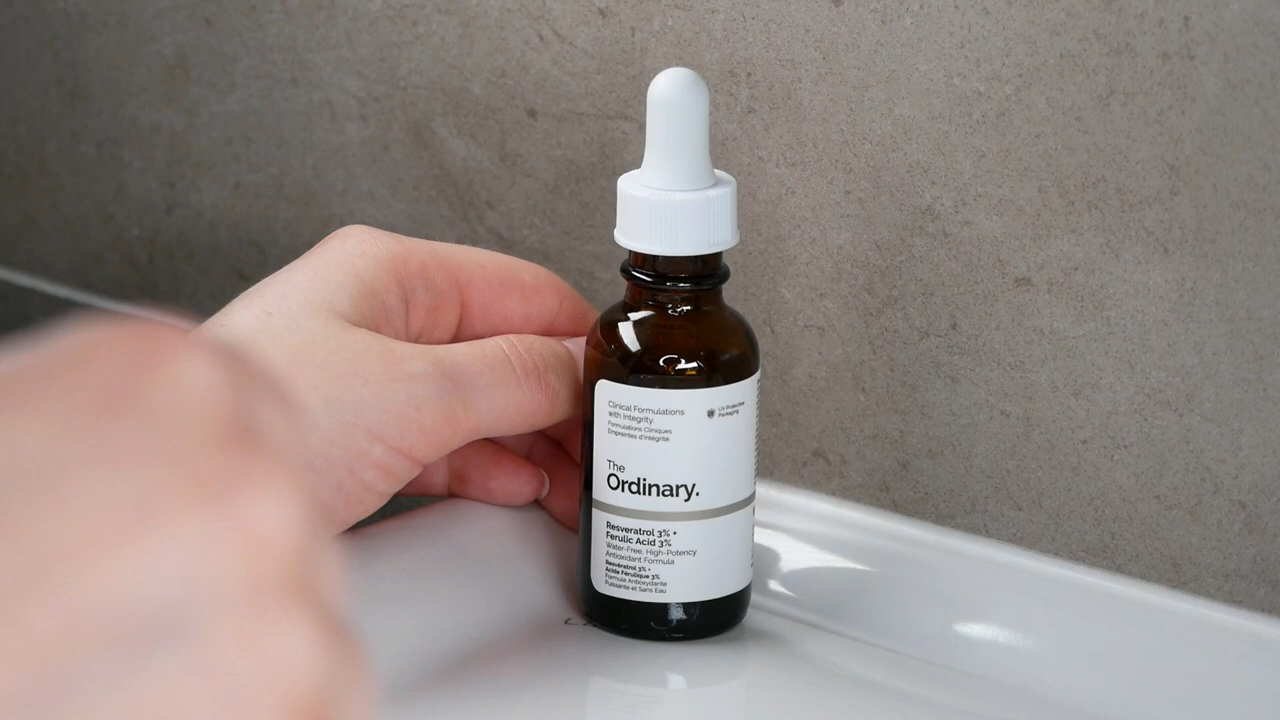 Clinical Formulations
with Integrity.
Formulations Cliniques
Empreintes d'Intégrité.
UV Protective
Packaging
The
Ordinary.
Resveratrol 3% +
Ferulic Acid 3%
Water-Free, High-Potency
Antioxidant Formula
Resvératrol 3% +
Acide Férulique 3%
Formule Antioxydante
Puissante et Sans Eau